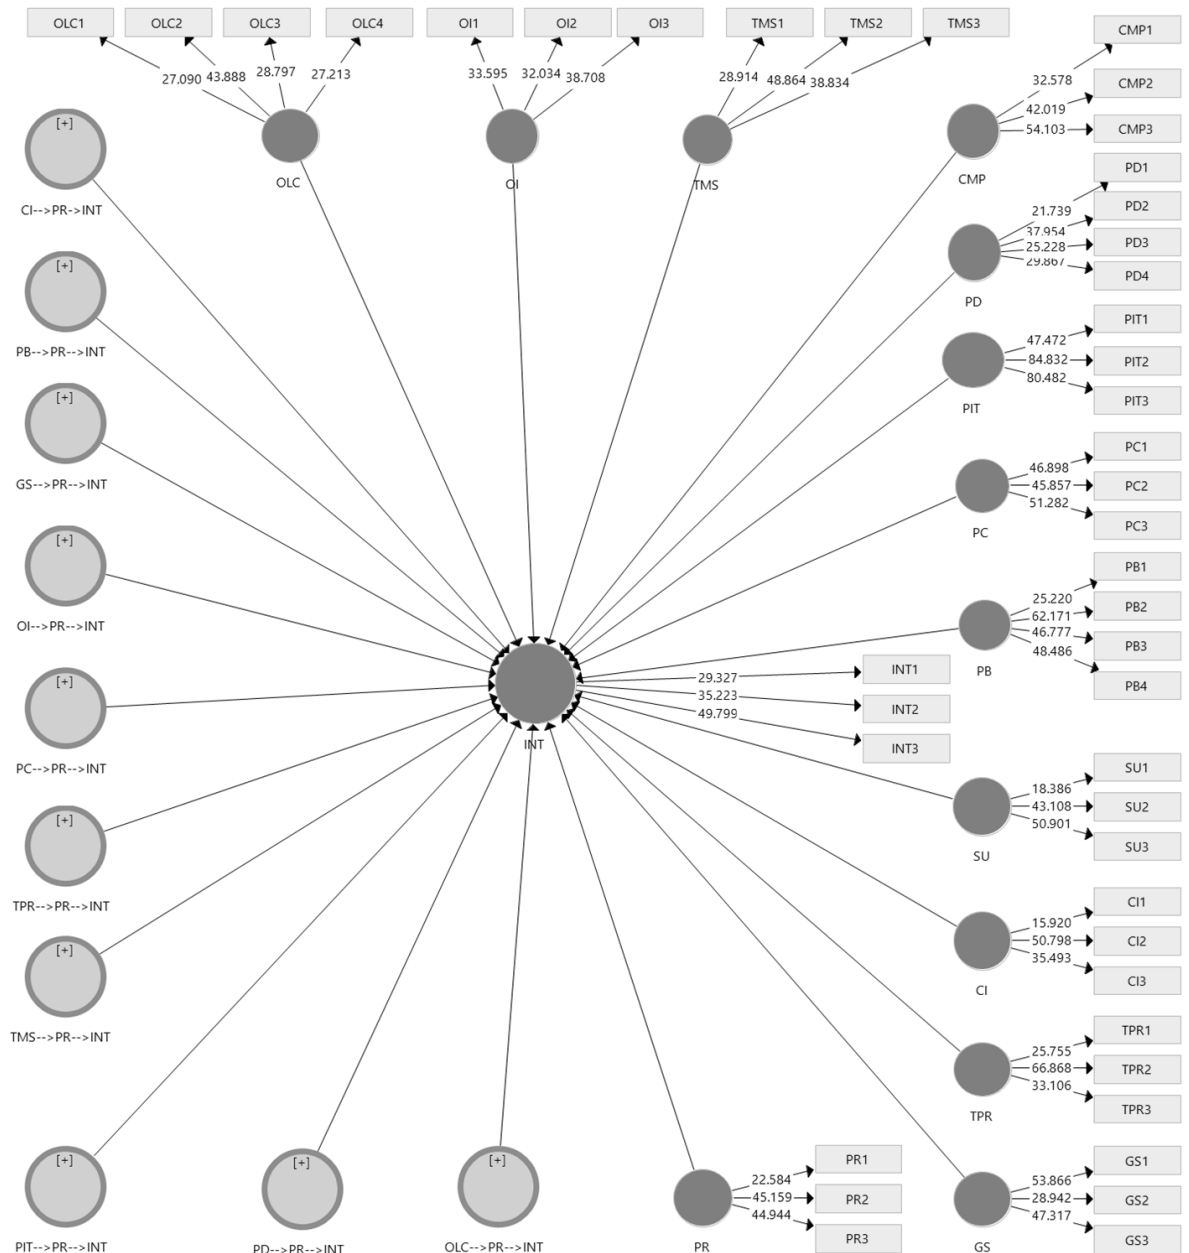 OLC1 OLC2 OLC3 OLC4 OI1 OI2 OI3 TMS1 TMS2 TMS3
CMP1
27.090 43.888 28.797 27.213 33.595 32.034 38.708 28.914 48.864 38.834
32.578
CMP2
42.019
54.103 CMP3
[+]
CI-->PR->INT
OLC
OI
TMS
CMP
PD1
21.739
PD2
37.954
25.228 PD3
29.867
PD4
PD
[+]
PB-->PR-->INT
PIT1
47.472
84.832 PIT2
80.482
PIT3
PIT
[+]
GS-->PR-->INT
PC1
46.898
45.857 PC2
51.282
PC3
PC
[+]
OI-->PR-->INT
PB1
25.220
62.171 PB2
46.777
PB3
48.486
PB4
PB
[+]
PC-->PR-->INT
29.327 INT1
35.223 INT2
49.799
INT3
INT
SU1
18.386
43.108 SU2
50.901
SU3
SU
[+]
TPR-->PR-->INT
CI1
15.920
50.798 CI2
35.493
CI3
CI
[+]
TMS-->PR-->INT
TPR1
25.755
66.868 TPR2
33.106
TPR3
TPR
[+]
PIT-->PR->INT
[+]
PD-->PR->INT
[+]
OLC-->PR->INT
PR1
22.584
45.159 PR2
44.944
PR3
PR
GS1
53.866
28.942 GS2
47.317
GS3
GS